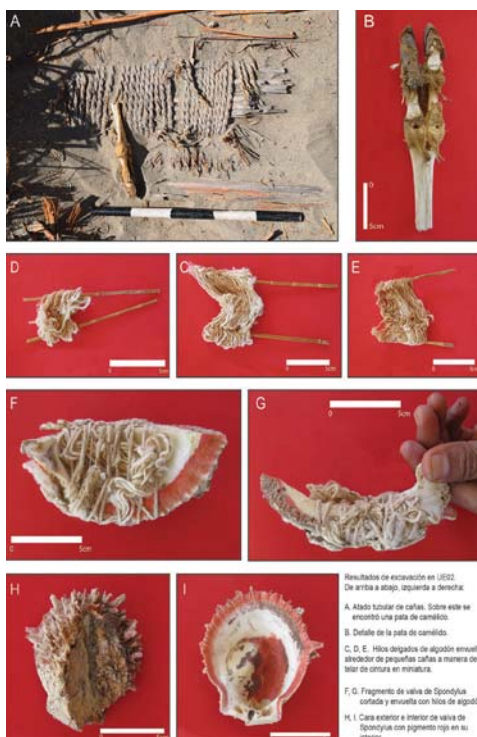 A
B
0
5cm
D
C
E
0
5cm
0
5cm
0
F
G
0
5cm
0
5cm
H
I
Resultados de excavación en UE02.
De arriba a abajo, izquierda a derecha:
A. Atado tubular de cañas. Sobre este se
encontró una pata de camélido.
B. Detalle de la pata de camélido.
C, D, E. Hilos delgados de algodón envuel
alrededor de pequeñas cañas a manera de
telar de cintura en miniatura.
F, G. Fragmento de valva de Spondylus
cortada y envuelta con hilos de algodó
H, I. Cara exterior e interior de valva de
Spondylus con pigmento rojo en su